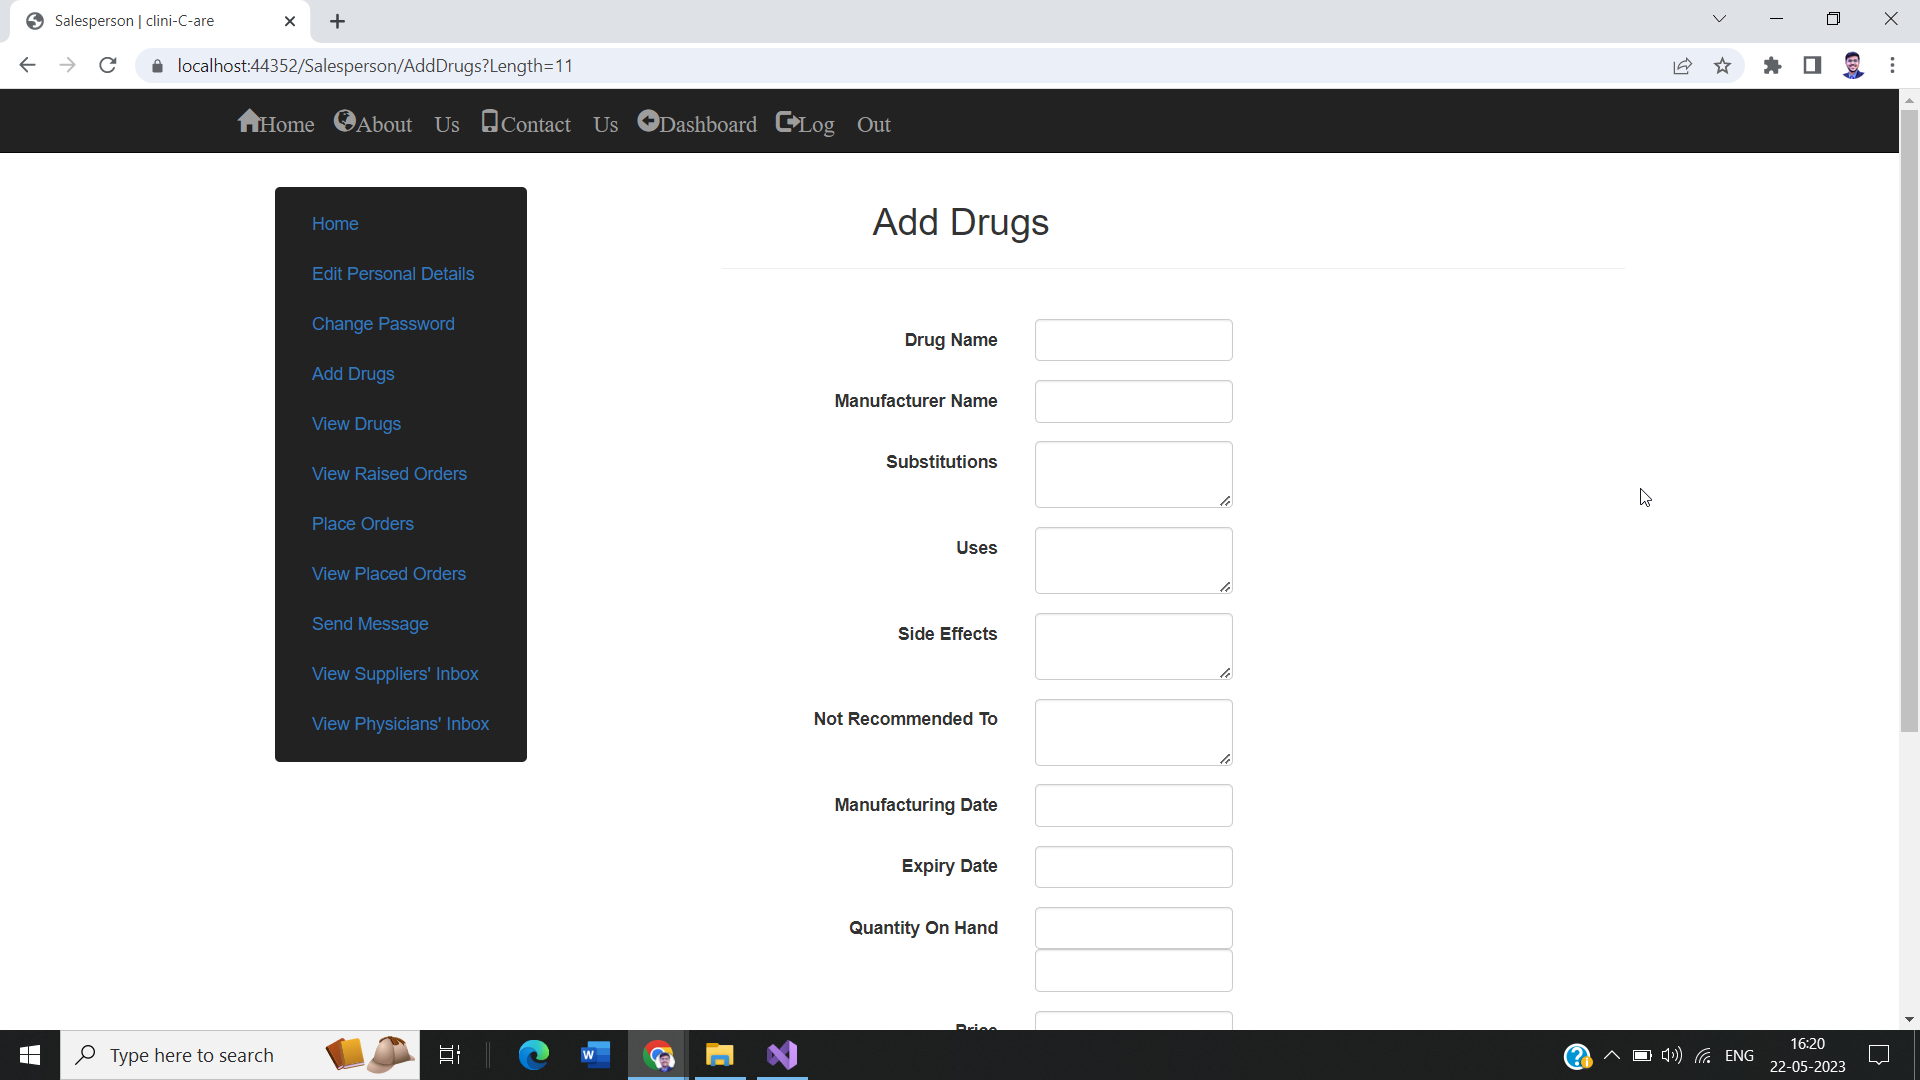 Salesperson | clini-C-are
localhost:44352/Salesperson/AddDrugs?Length=11
Home About Us Contact Us Dashboard Log Out
Home
Edit Personal Details
Change Password
Add Drugs
View Drugs
View Raised Orders
Place Orders
View Placed Orders
Send Message
View Suppliers' Inbox
View Physicians' Inbox
Add Drugs
Drug Name
Manufacturer Name
Substitutions
Uses
Side Effects
Not Recommended To
Manufacturing Date
Expiry Date
Quantity On Hand
Price
Type here to search
ENG
16:20
22-05-2023